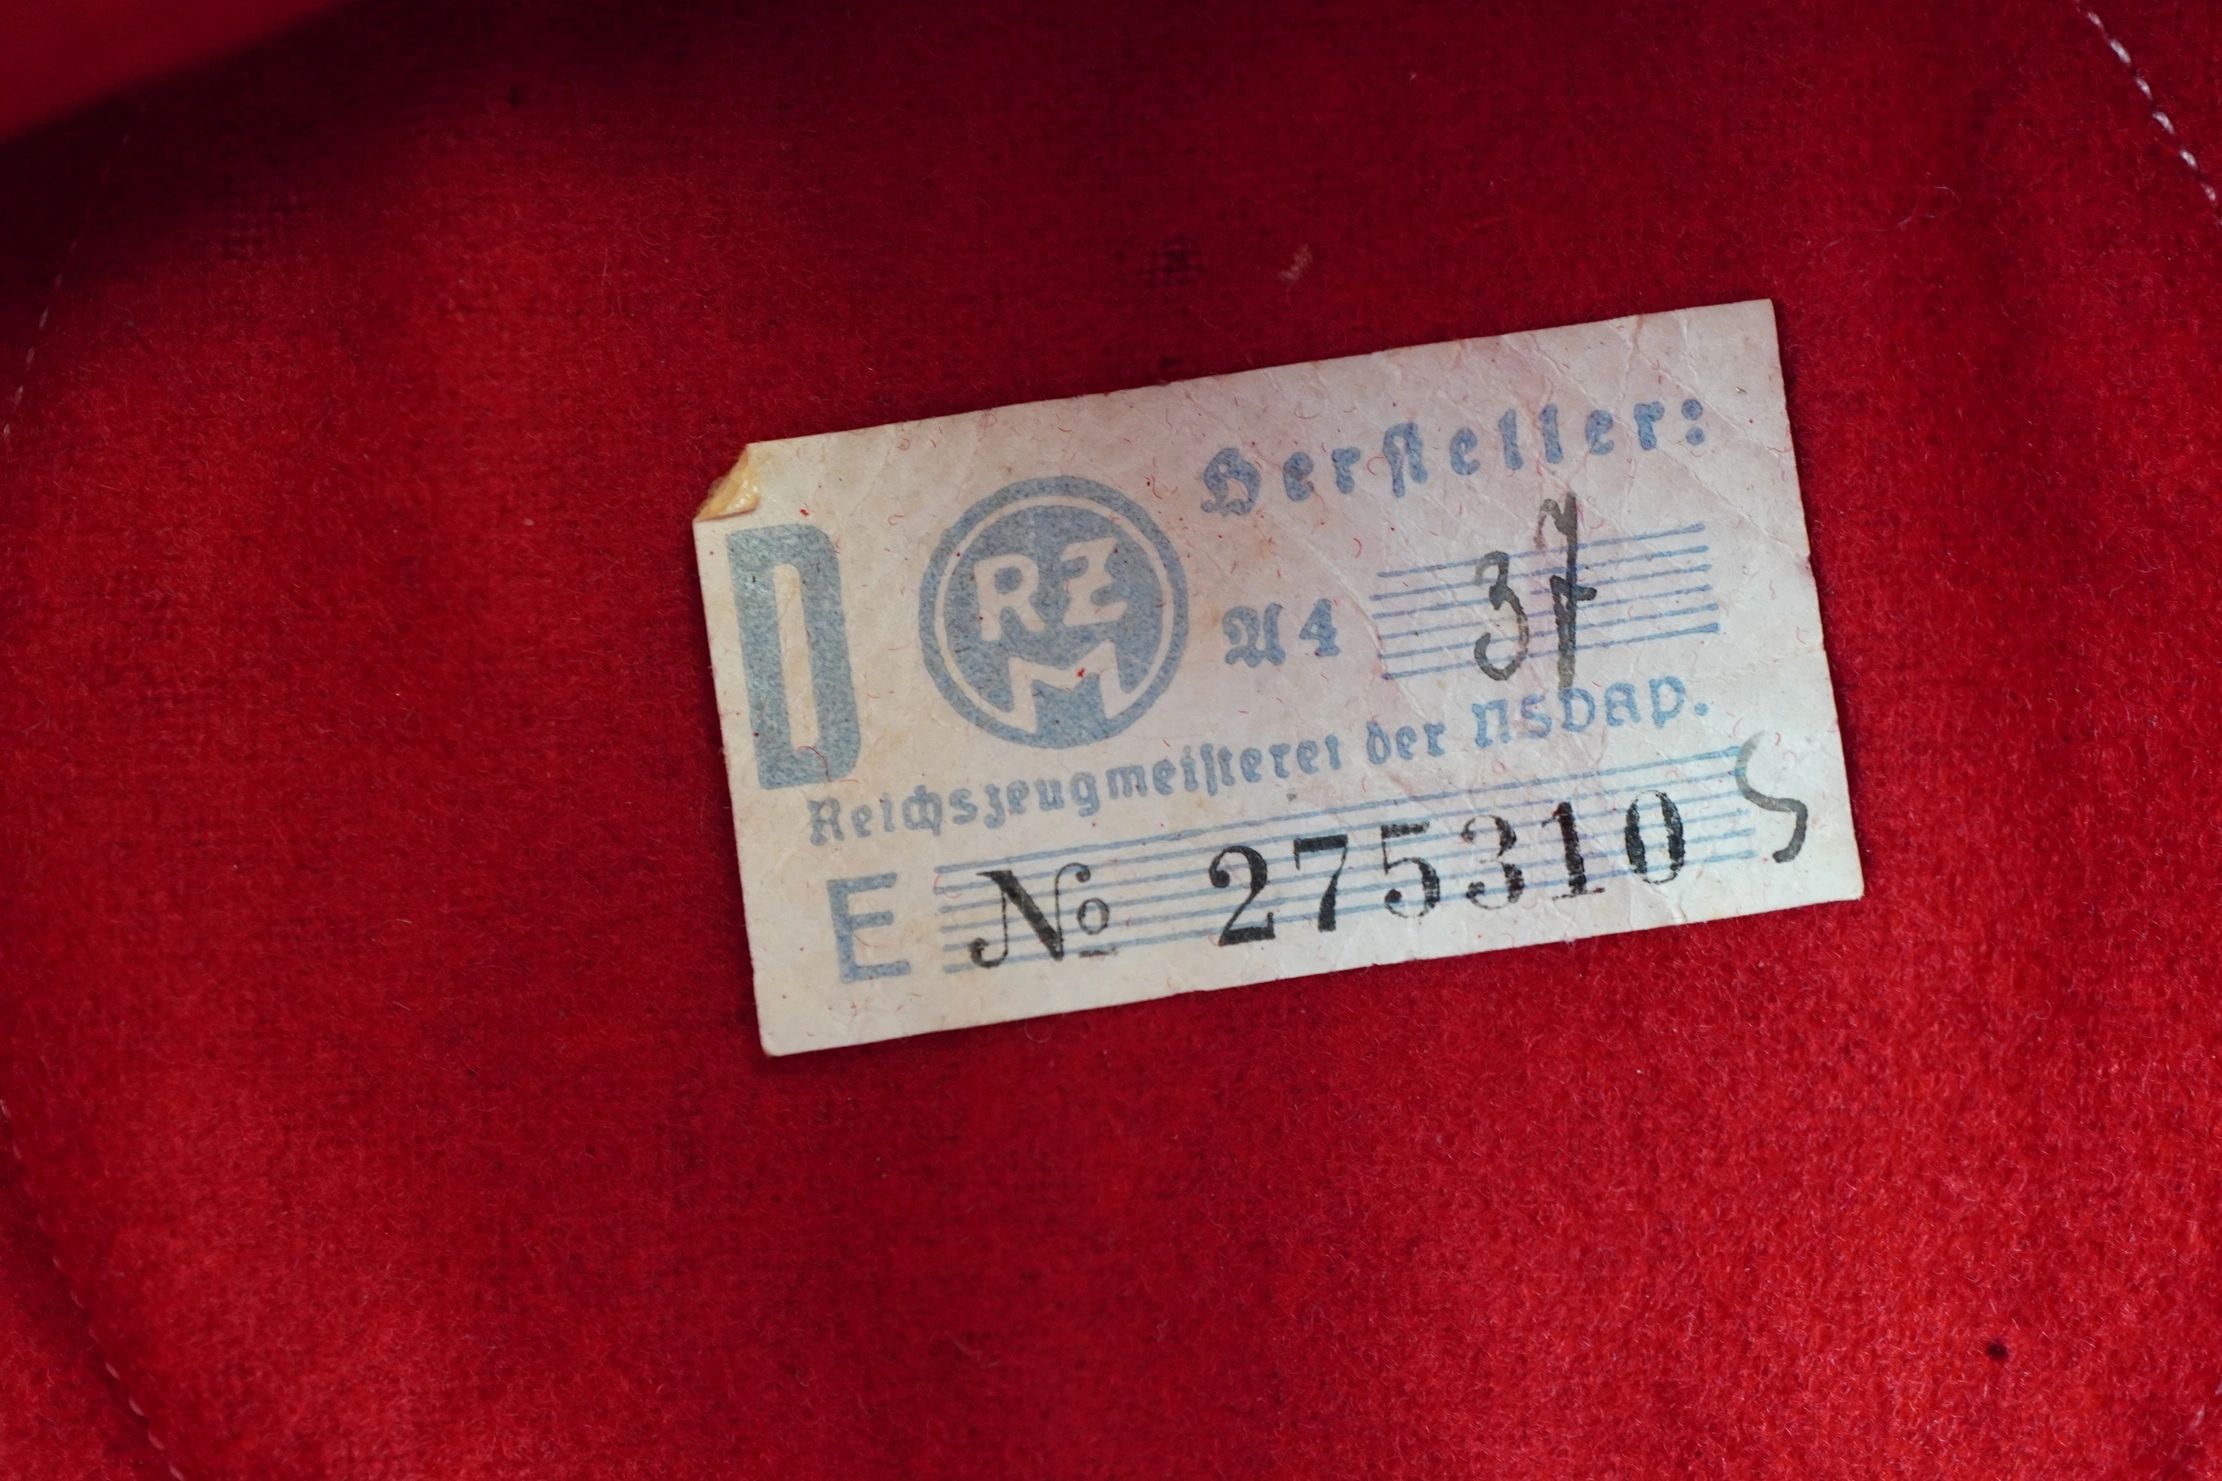 Hersteller:
D RZM A4 37
Reichszeugmeisterei der NSDAP.
E № 275310